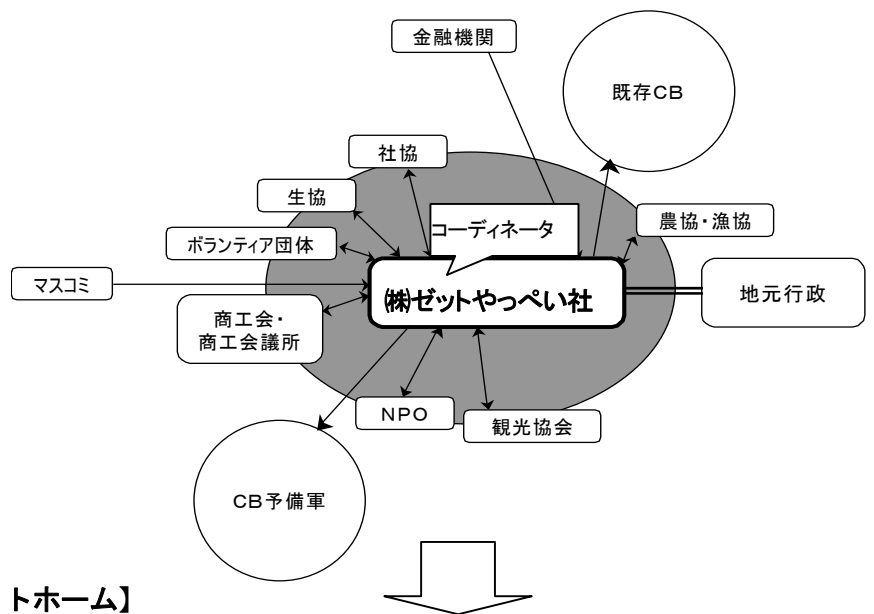 金融機関
既存CB
社協
生協
コーディネータ
農協・漁協
ボランティア団体
マスコミ
㈱ゼットやっぺい社
地元行政
商工会・
商工会議所
NPO
観光協会
CB予備軍
トホーム】